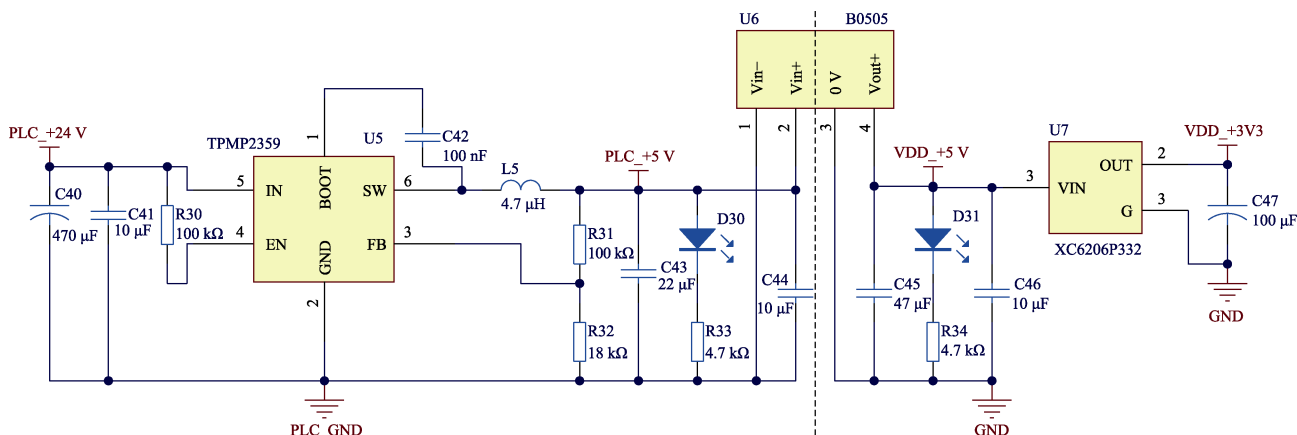 U6
B0505
Vin−
Vin+
0 V
Vout+
1
2
3
4
PLC_+24 V
TPMP2359
U5
1
C42
100 nF
PLC_+5 V
VDD_+5 V
U7
VDD_+3V3
C40
470 μF
C41
10 μF
R30
100 kΩ
5
IN
BOOT
SW
6
L5
4.7 μH
4
EN
GND
FB
3
2
R31
100 kΩ
D30
C43
22 μF
C44
10 μF
R32
18 kΩ
R33
4.7 kΩ
D31
C45
47 μF
C46
10 μF
R34
4.7 kΩ
3
VIN
OUT
2
G
3
XC6206P332
C47
100 μF
GND
PLC_GND
GND